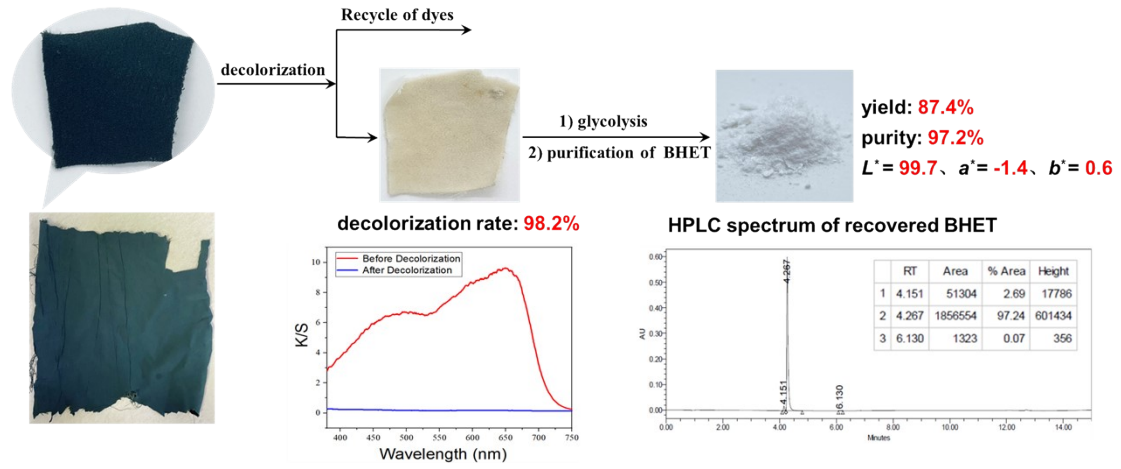 Recycle of dyes
decolorization
1) glycolysis
2) purification of BHET
yield: 87.4%
purity: 97.2%
L* = 99.7、a*= -1.4、b* = 0.6
decolorization rate: 98.2%
HPLC spectrum of recovered BHET
Before Decolorization
After Decolorization
K/S
10
8
6
4
2
0
400 450 500 550 600 650 700 750
Wavelength (nm)
AU
0.60
0.50
0.40
0.30
0.20
0.10
0.00
4.151
4.267
6.130
RT Area % Area Height
1 4.151 51304 2.69 17786
2 4.267 1856554 97.24 601434
3 6.130 1323 0.07 356
0.00 2.00 4.00 6.00 8.00 10.00 12.00 14.00
Minutes